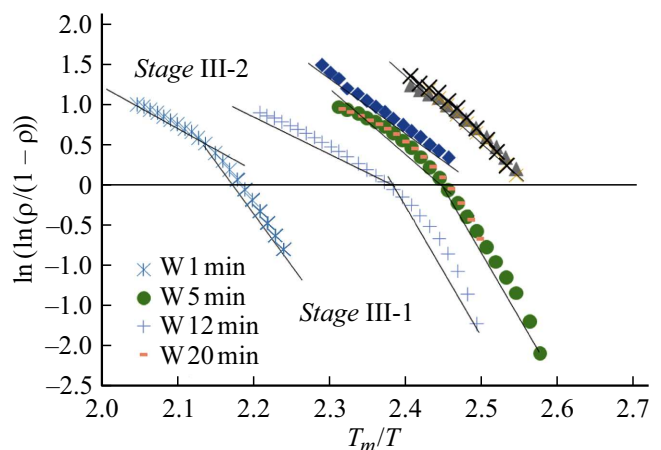 2.0
1.5
1.0
0.5
0
–0.5
–1.0
–1.0
–2.0
–2.5
ln (ln (ρ/(1 – ρ))
Stage III-2
Stage III-1
W 1 min
W 5 min
W 12 min
W 20 min
2.0 2.1 2.2 2.3 2.4 2.5 2.6 2.7
Tm/T